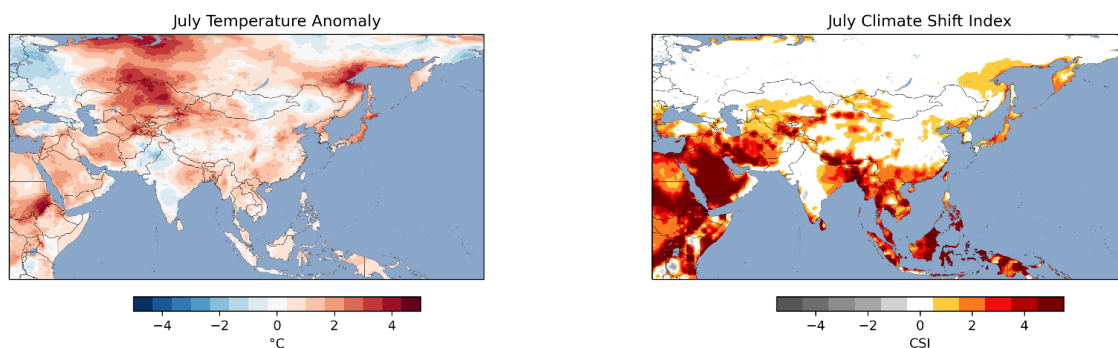 July Temperature Anomaly
−4 −2 0 2 4
°C
July Climate Shift Index
−4 −2 0 2 4
CSI